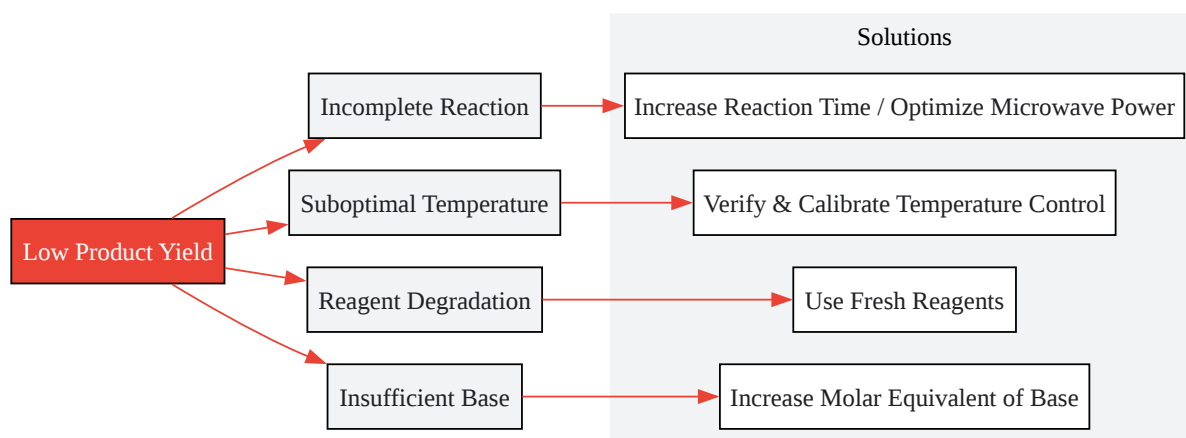 Solutions
Incomplete Reaction
Increase Reaction Time / Optimize Microwave Power
Suboptimal Temperature
Verify & Calibrate Temperature Control
Low Product Yield
Reagent Degradation
Use Fresh Reagents
Insufficient Base
Increase Molar Equivalent of Base